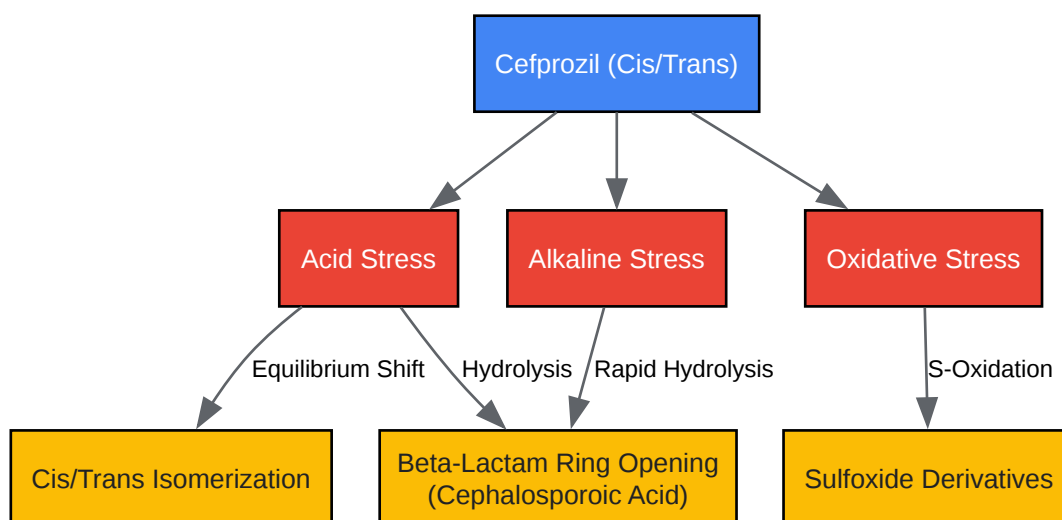 Cefprozil (Cis/Trans)
Acid Stress
Alkaline Stress
Oxidative Stress
Equilibrium Shift
Hydrolysis
Rapid Hydrolysis
S-Oxidation
Cis/Trans Isomerization
Beta-Lactam Ring Opening
(Cephalosporoic Acid)
Sulfoxide Derivatives